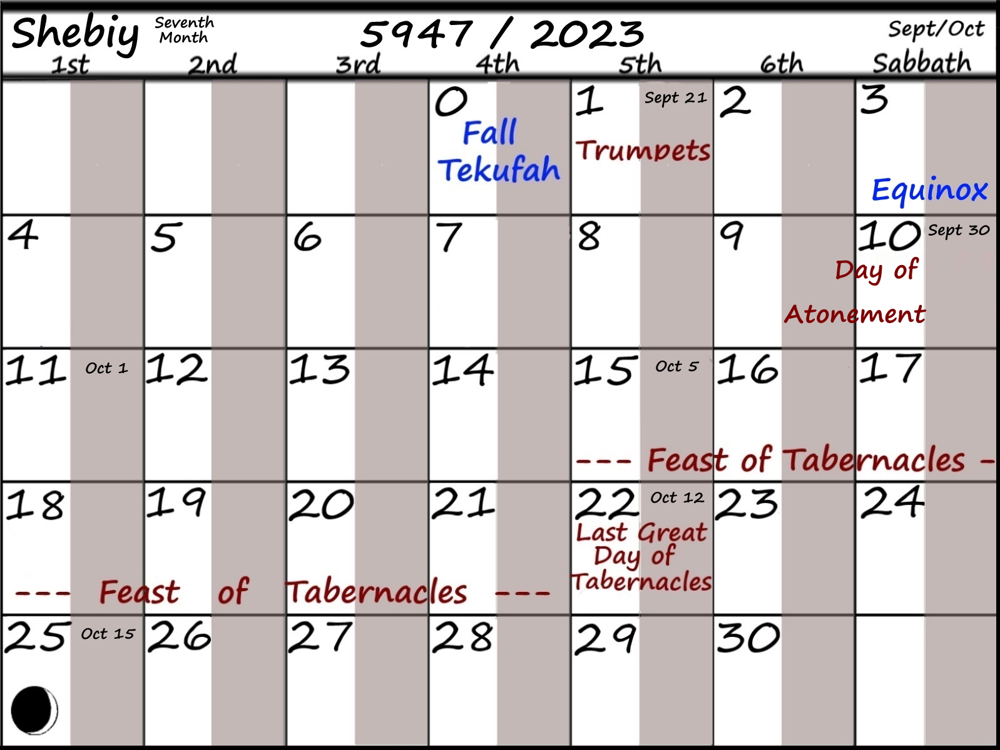 Shebiy Seventh Month 5947 / 2023 Sept/Oct
1st 2nd 3rd 4th 5th 6th Sabbath
0 1 Sept 21 2 3
Fall
Tekufah
Trumpets
Equinox
4 5 6 7 8 9 10 Sept 30
Day of
Atonement
11 Oct 1 12 13 14 15 Oct 5 16 17
--- Feast of Tabernacles -
18 19 20 21 22 Oct 12 23 24
Last Great
Day of
Tabernacles
--- Feast of Tabernacles ---
25 Oct 15 26 27 28 29 30